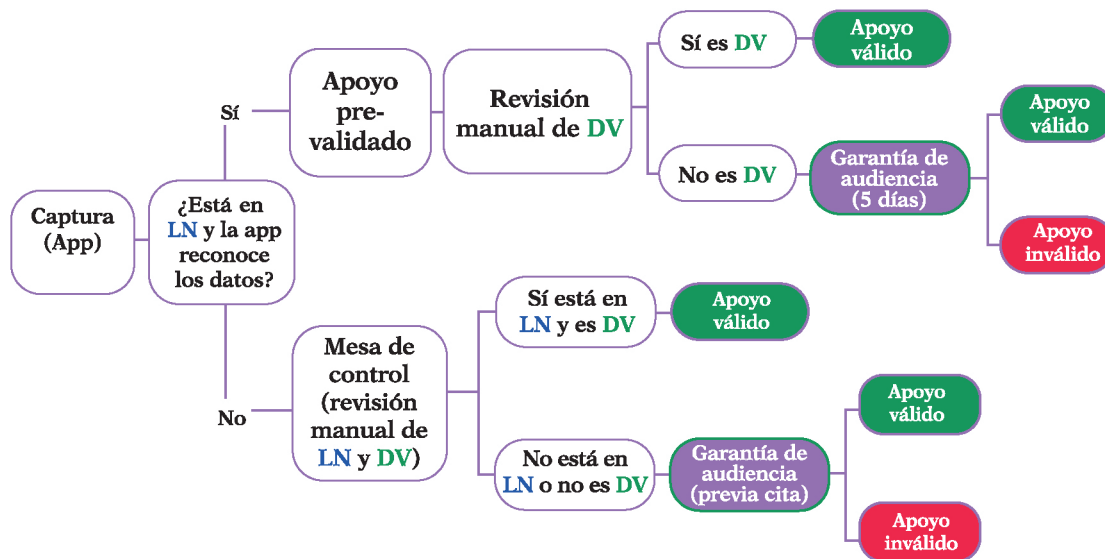 Captura
(App)
¿Está en
LN y la app
reconoce
los datos?
Sí
Apoyo
pre-
validado
Revisión
manual de DV
Sí es DV
Apoyo
válido
No es DV
Garantía de
audiencia
(5 días)
Apoyo
válido
Apoyo
inválido
No
Mesa de
control
(revisión
manual de
LN y DV)
Sí está en
LN y es DV
Apoyo
válido
No está en
LN o no es DV
Garantía de
audiencia
(previa cita)
Apoyo
válido
Apoyo
inválido